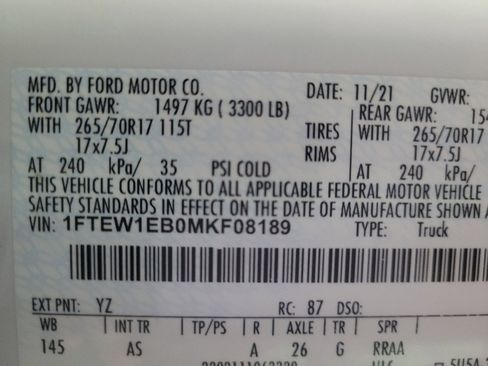 MFD. BY FORD MOTOR CO. DATE: 11/21 GVWR:
FRONT GAWR: 1497 KG ( 3300 LB) REAR GAWR: 154
WITH 265/70R17 115T TIRES 265/70R17
17x7.5J RIMS 17x7.5J
AT 240 kPa/ 35 PSI COLD AT 240 kPa/
THIS VEHICLE CONFORMS TO ALL APPLICABLE FEDERAL MOTOR VEHICLE
SAFETY STANDARDS IN EFFECT ON THE DATE OF MANUFACTURE SHOWN A
VIN: 1FTEW1EB0MKF08189 TYPE: Truck
EXT PNT: YZ RC: 87 DSO:
WB INT TR TP/PS R AXLE TR SPR
145 AS A 26 G RRAA